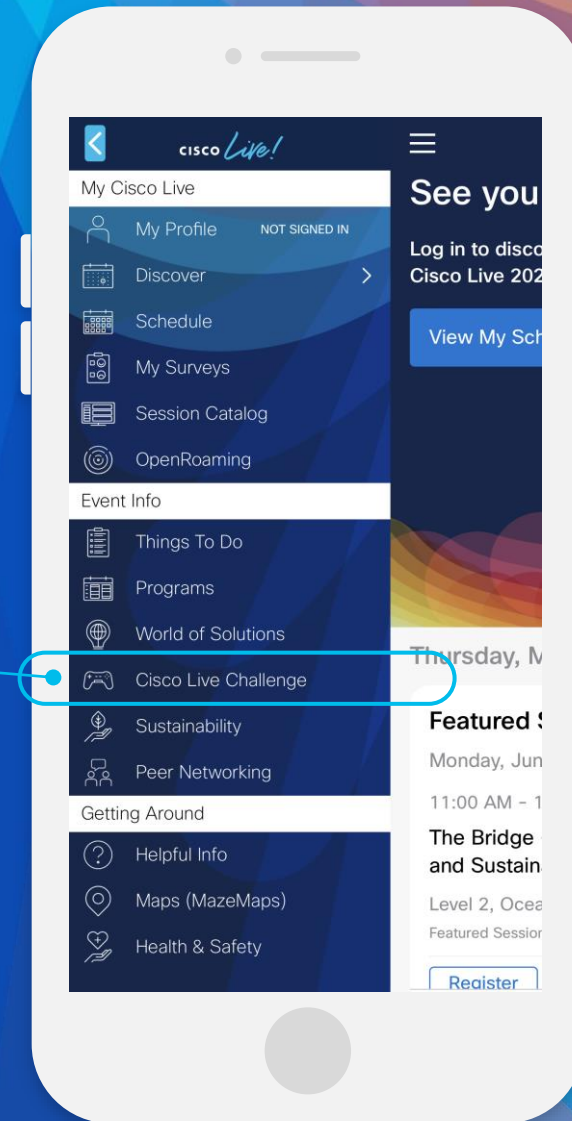 CISCO Live!
My Cisco Live
My Profile NOT SIGNED IN
Discover
Schedule
My Surveys
Session Catalog
OpenRoaming
Event Info
Things To Do
Programs
World of Solutions
Cisco Live Challenge
Sustainability
Peer Networking
Getting Around
Helpful Info
Maps (MazeMaps)
Health & Safety
See you
Log in to disco
Cisco Live 202
View My Sch
Thursday, M
Featured S
Monday, Jun
11:00 AM - 1
The Bridge
and Sustain
Level 2, Ocea
Featured Session
Register